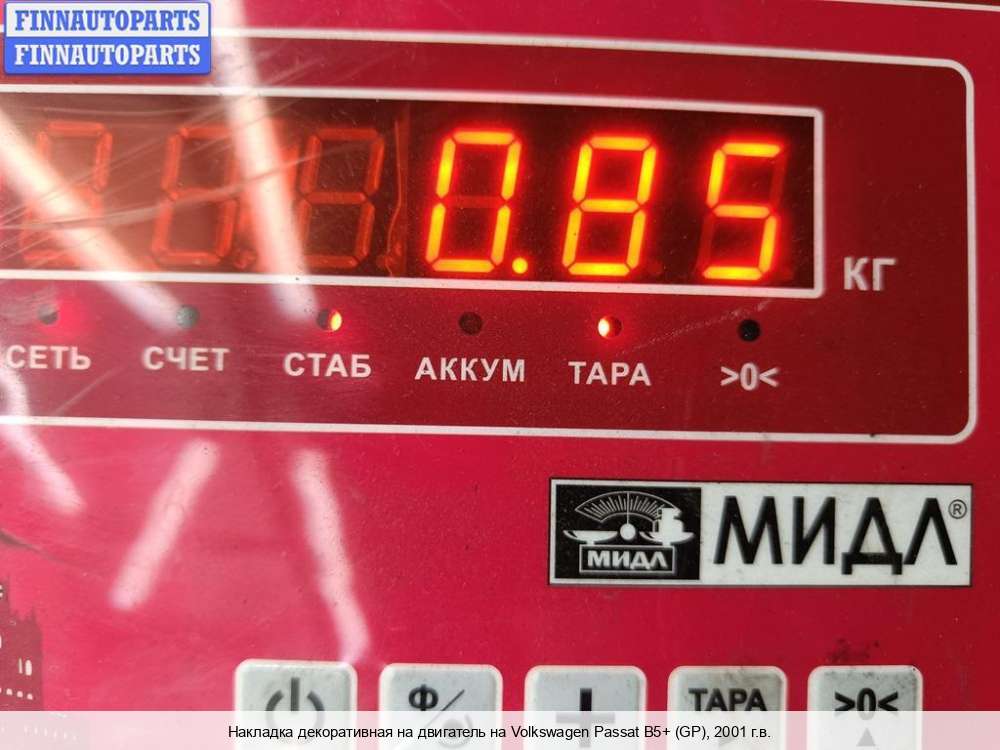 FINNAUTOPARTS
FINNAUTOPARTS
0.85
КГ
СЕТЬ СЧЕТ СТАБ АККУМ ТАРА >0<
МИДЛ МИДЛ®
Ф/ + ТАРА >0<
Накладка декоративная на двигатель на Volkswagen Passat B5+ (GP), 2001 г.в.